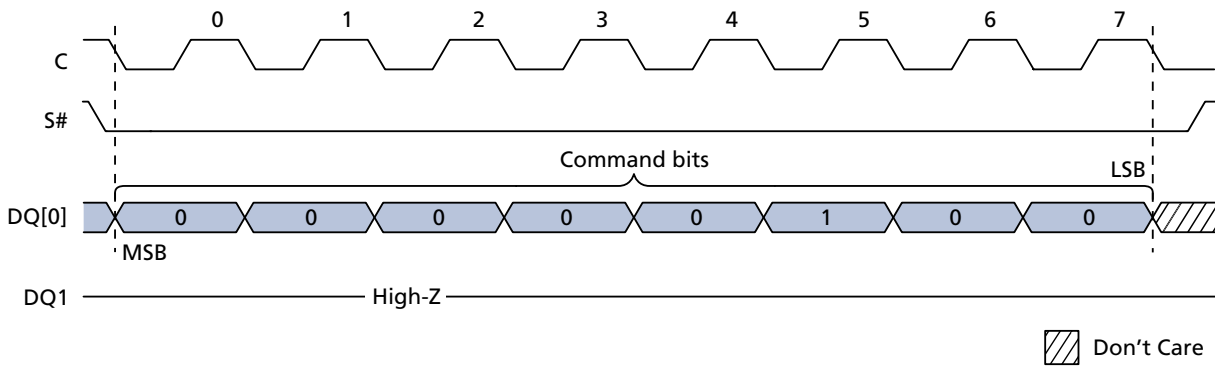 0 1 2 3 4 5 6 7
C
S#
Command bits
LSB
DQ[0] 0 0 0 0 0 1 0 0
MSB
DQ1 High-Z
Don't Care